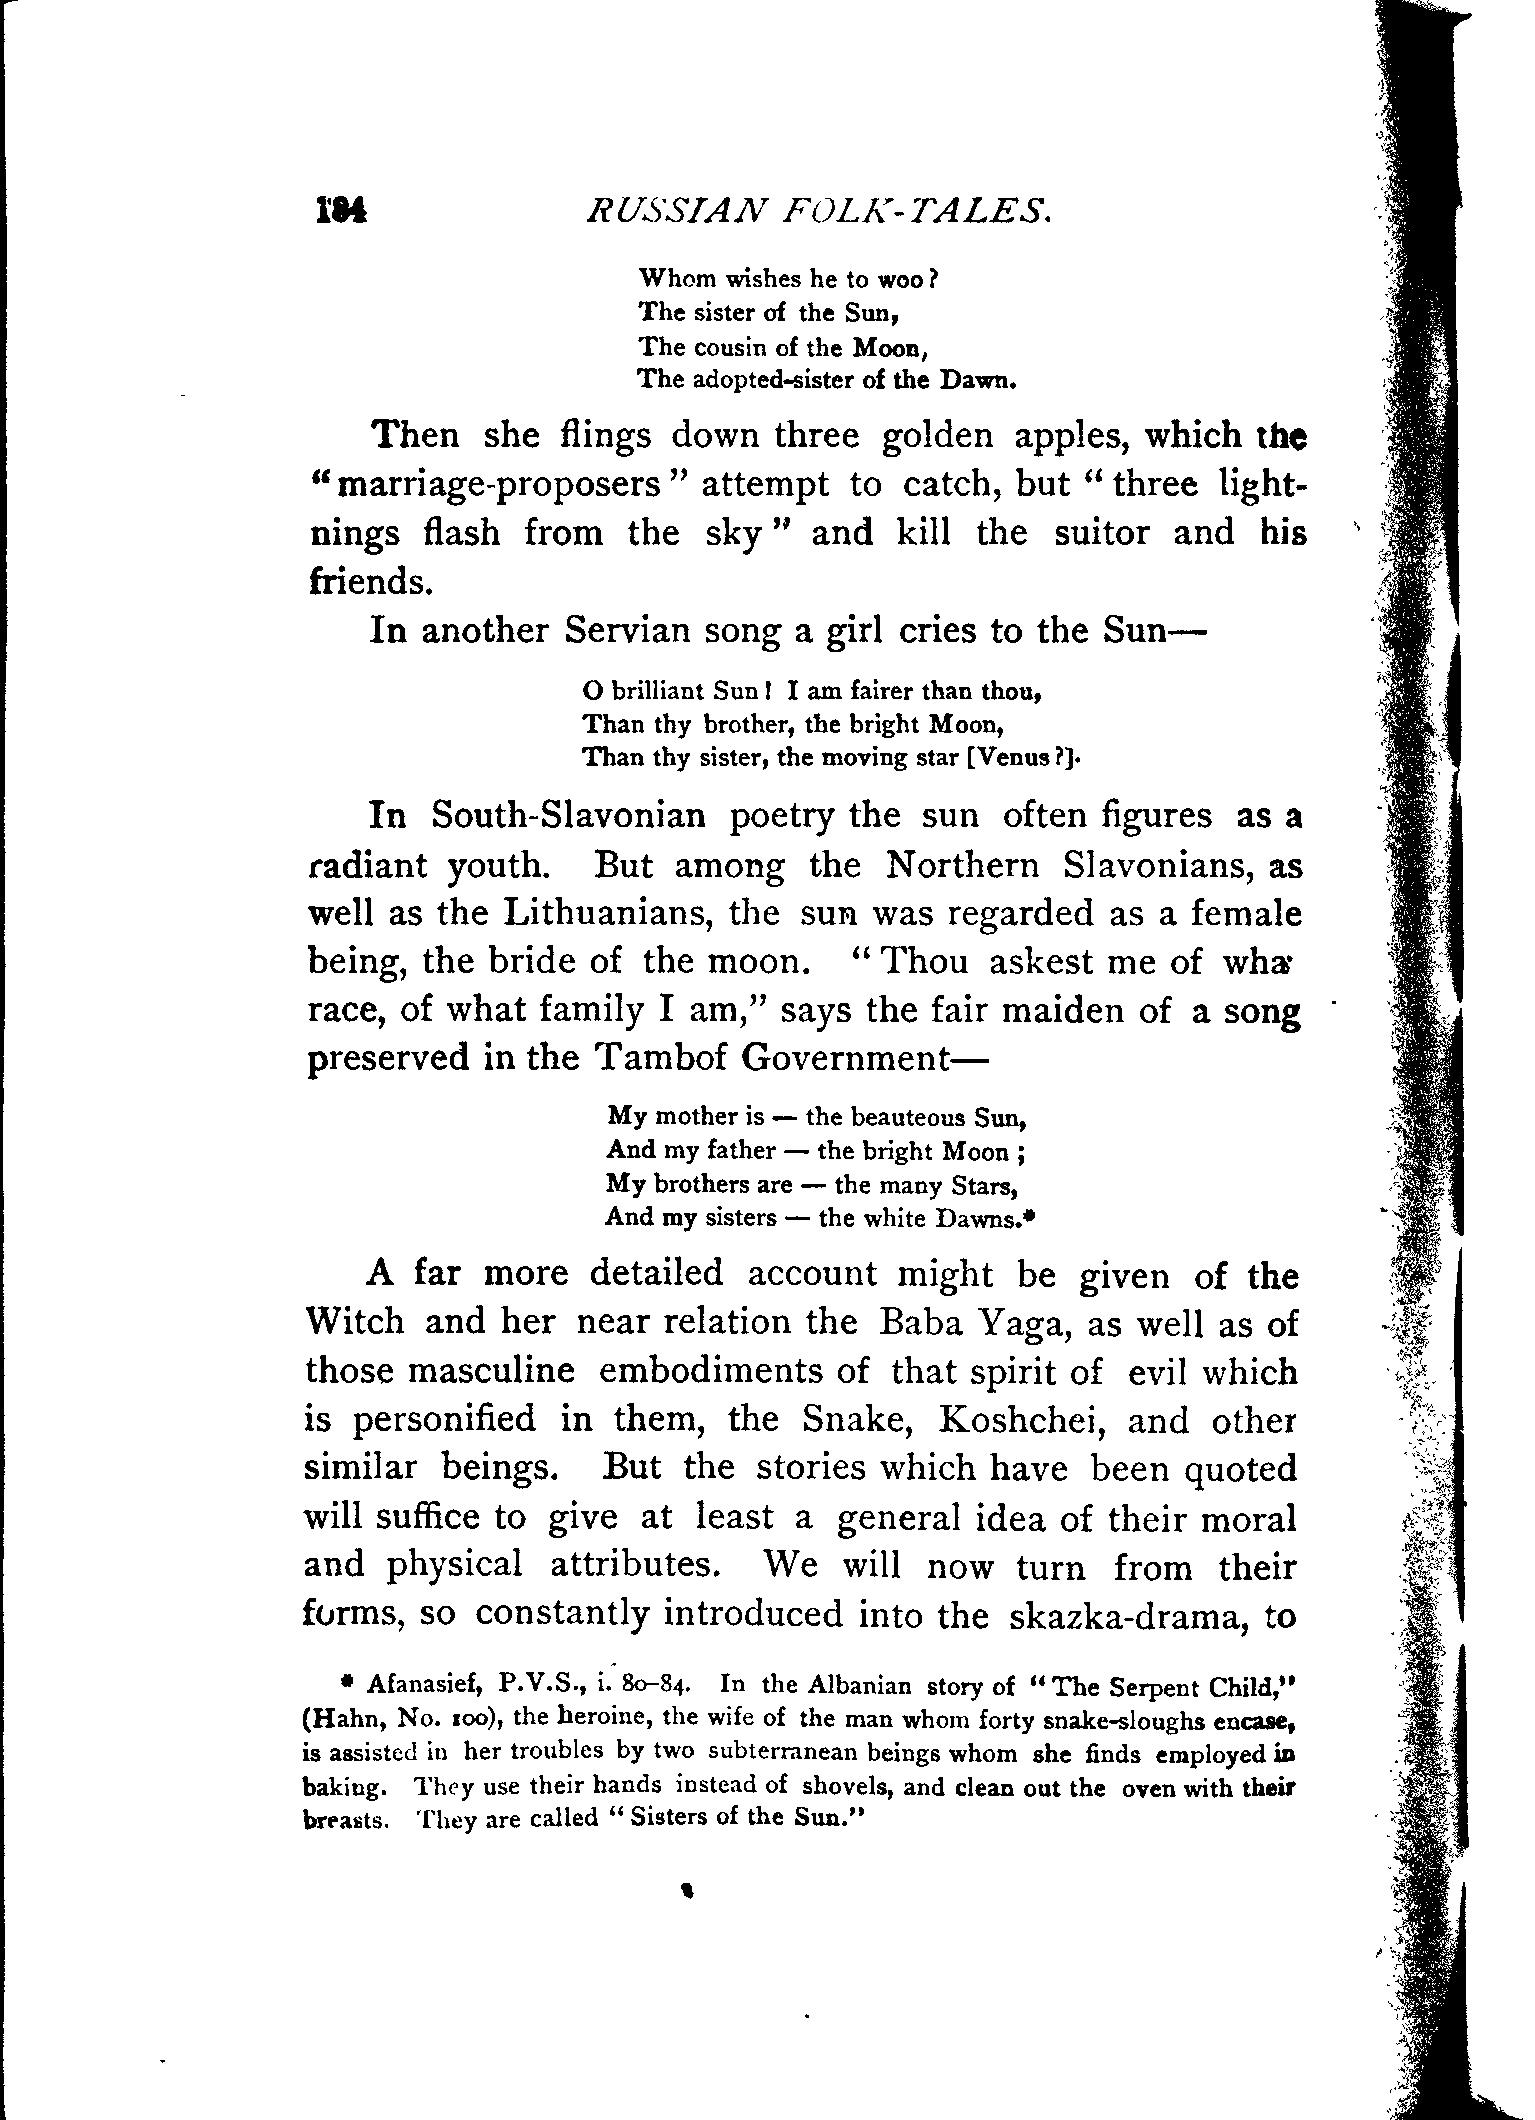 184 RUSSIAN FOLK-TALES.
Whom wishes he to woo?
The sister of the Sun,
The cousin of the Moon,
The adopted-sister of the Dawn.
Then she flings down three golden apples, which the
“marriage-proposers” attempt to catch, but “three light-
nings flash from the sky” and kill the suitor and his
friends.
In another Servian song a girl cries to the Sun—
O brilliant Sun! I am fairer than thou,
Than thy brother, the bright Moon,
Than thy sister, the moving star [Venus?].
In South-Slavonian poetry the sun often figures as a
radiant youth. But among the Northern Slavonians, as
well as the Lithuanians, the sun was regarded as a female
being, the bride of the moon. “Thou askest me of what
race, of what family I am,” says the fair maiden of a song
preserved in the Tambof Government—
My mother is — the beauteous Sun,
And my father — the bright Moon;
My brothers are — the many Stars,
And my sisters — the white Dawns.*
A far more detailed account might be given of the
Witch and her near relation the Baba Yaga, as well as of
those masculine embodiments of that spirit of evil which
is personified in them, the Snake, Koshchei, and other
similar beings. But the stories which have been quoted
will suffice to give at least a general idea of their moral
and physical attributes. We will now turn from their
forms, so constantly introduced into the skazka-drama, to
* Afanasief, P.V.S., i. 80–84. In the Albanian story of “The Serpent Child,”
(Hahn, No. 100), the heroine, the wife of the man whom forty snake-sloughs encase,
is assisted in her troubles by two subterranean beings whom she finds employed in
baking. They use their hands instead of shovels, and clean out the oven with their
breasts. They are called “Sisters of the Sun.”